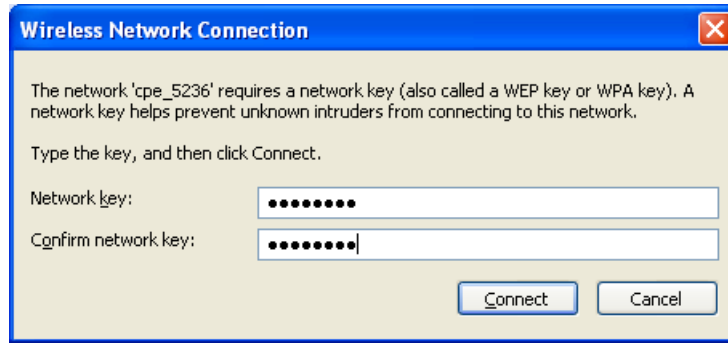 Wireless Network Connection
The network 'cpe_5236' requires a network key (also called a WEP key or WPA key). A
network key helps prevent unknown intruders from connecting to this network.
Type the key, and then click Connect.
Network key: ●●●●●●●●
Confirm network key: ●●●●●●●●
Connect Cancel